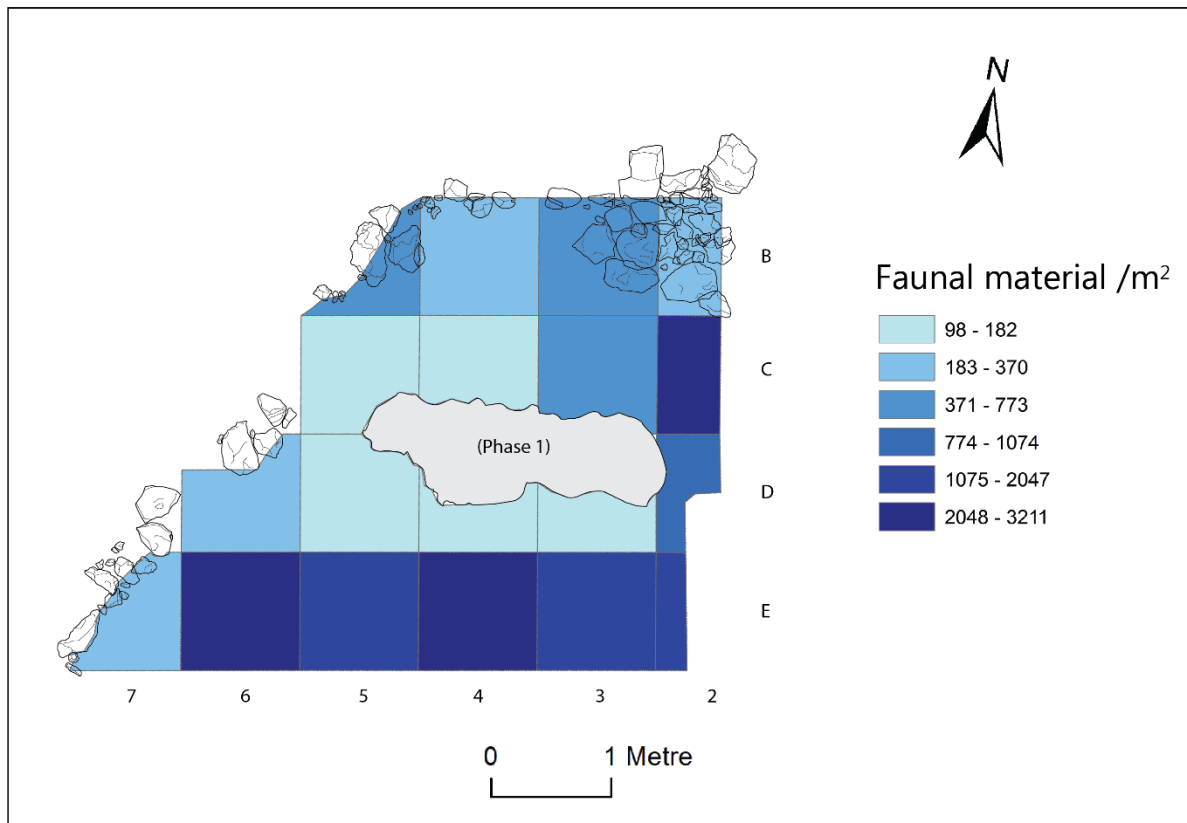 N
B
Faunal material /m²
98 - 182
183 - 370
C
371 - 773
(Phase 1)
774 - 1074
D
1075 - 2047
2048 - 3211
E
7 6 5 4 3 2
0 1 Metre